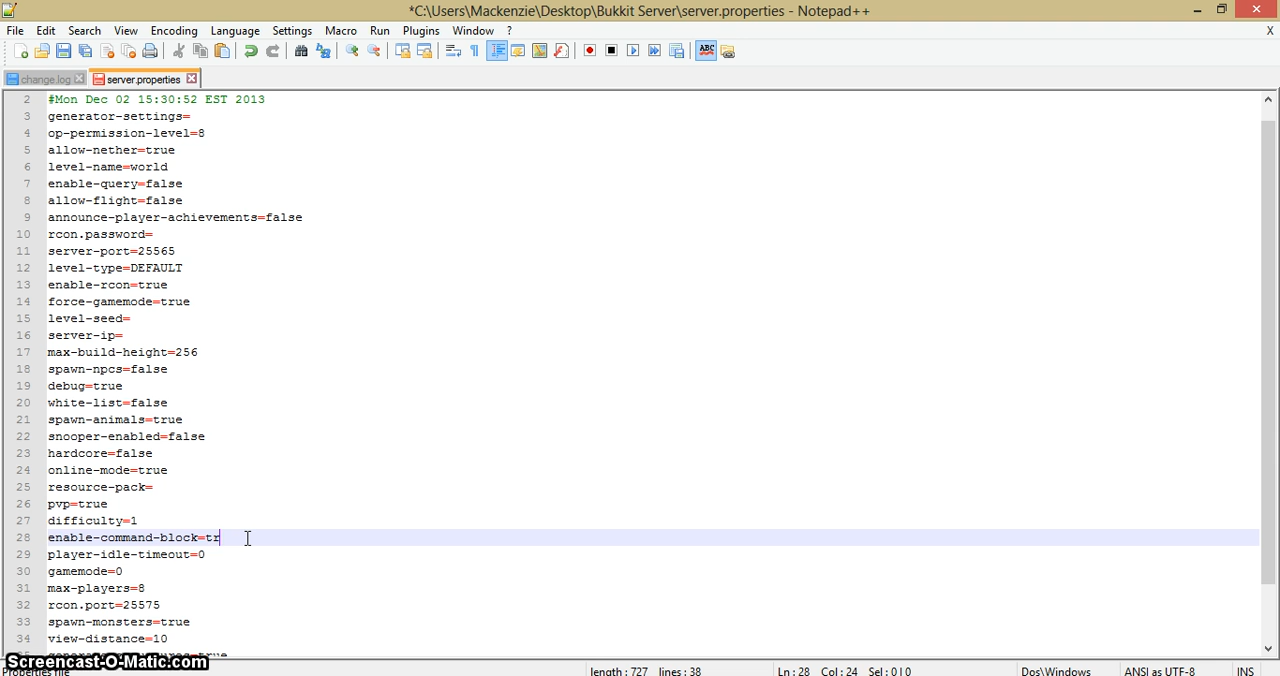 *C:\Users\Mackenzie\Desktop\Bukkit Server\server.properties - Notepad++
File Edit Search View Encoding Language Settings Macro Run Plugins Window ? X
change.log server.properties
2 #Mon Dec 02 15:30:52 EST 2013
3 generator-settings=
4 op-permission-level=8
5 allow-nether=true
6 level-name=world
7 enable-query=false
8 allow-flight=false
9 announce-player-achievements=false
10 rcon.password=
11 server-port=25565
12 level-type=DEFAULT
13 enable-rcon=true
14 force-gamemode=true
15 level-seed=
16 server-ip=
17 max-build-height=256
18 spawn-npcs=false
19 debug=true
20 white-list=false
21 spawn-animals=true
22 snooper-enabled=false
23 hardcore=false
24 online-mode=true
25 resource-pack=
26 pvp=true
27 difficulty=1
28 enable-command-block=tr
29 player-idle-timeout=0
30 gamemode=0
31 max-players=8
32 rcon.port=25575
33 spawn-monsters=true
34 view-distance=10
Screencast-O-Matic.com
Properties file length : 727 lines : 38 Ln : 28 Col : 24 Sel : 0 | 0 Dos\Windows ANSI as UTF-8 INS